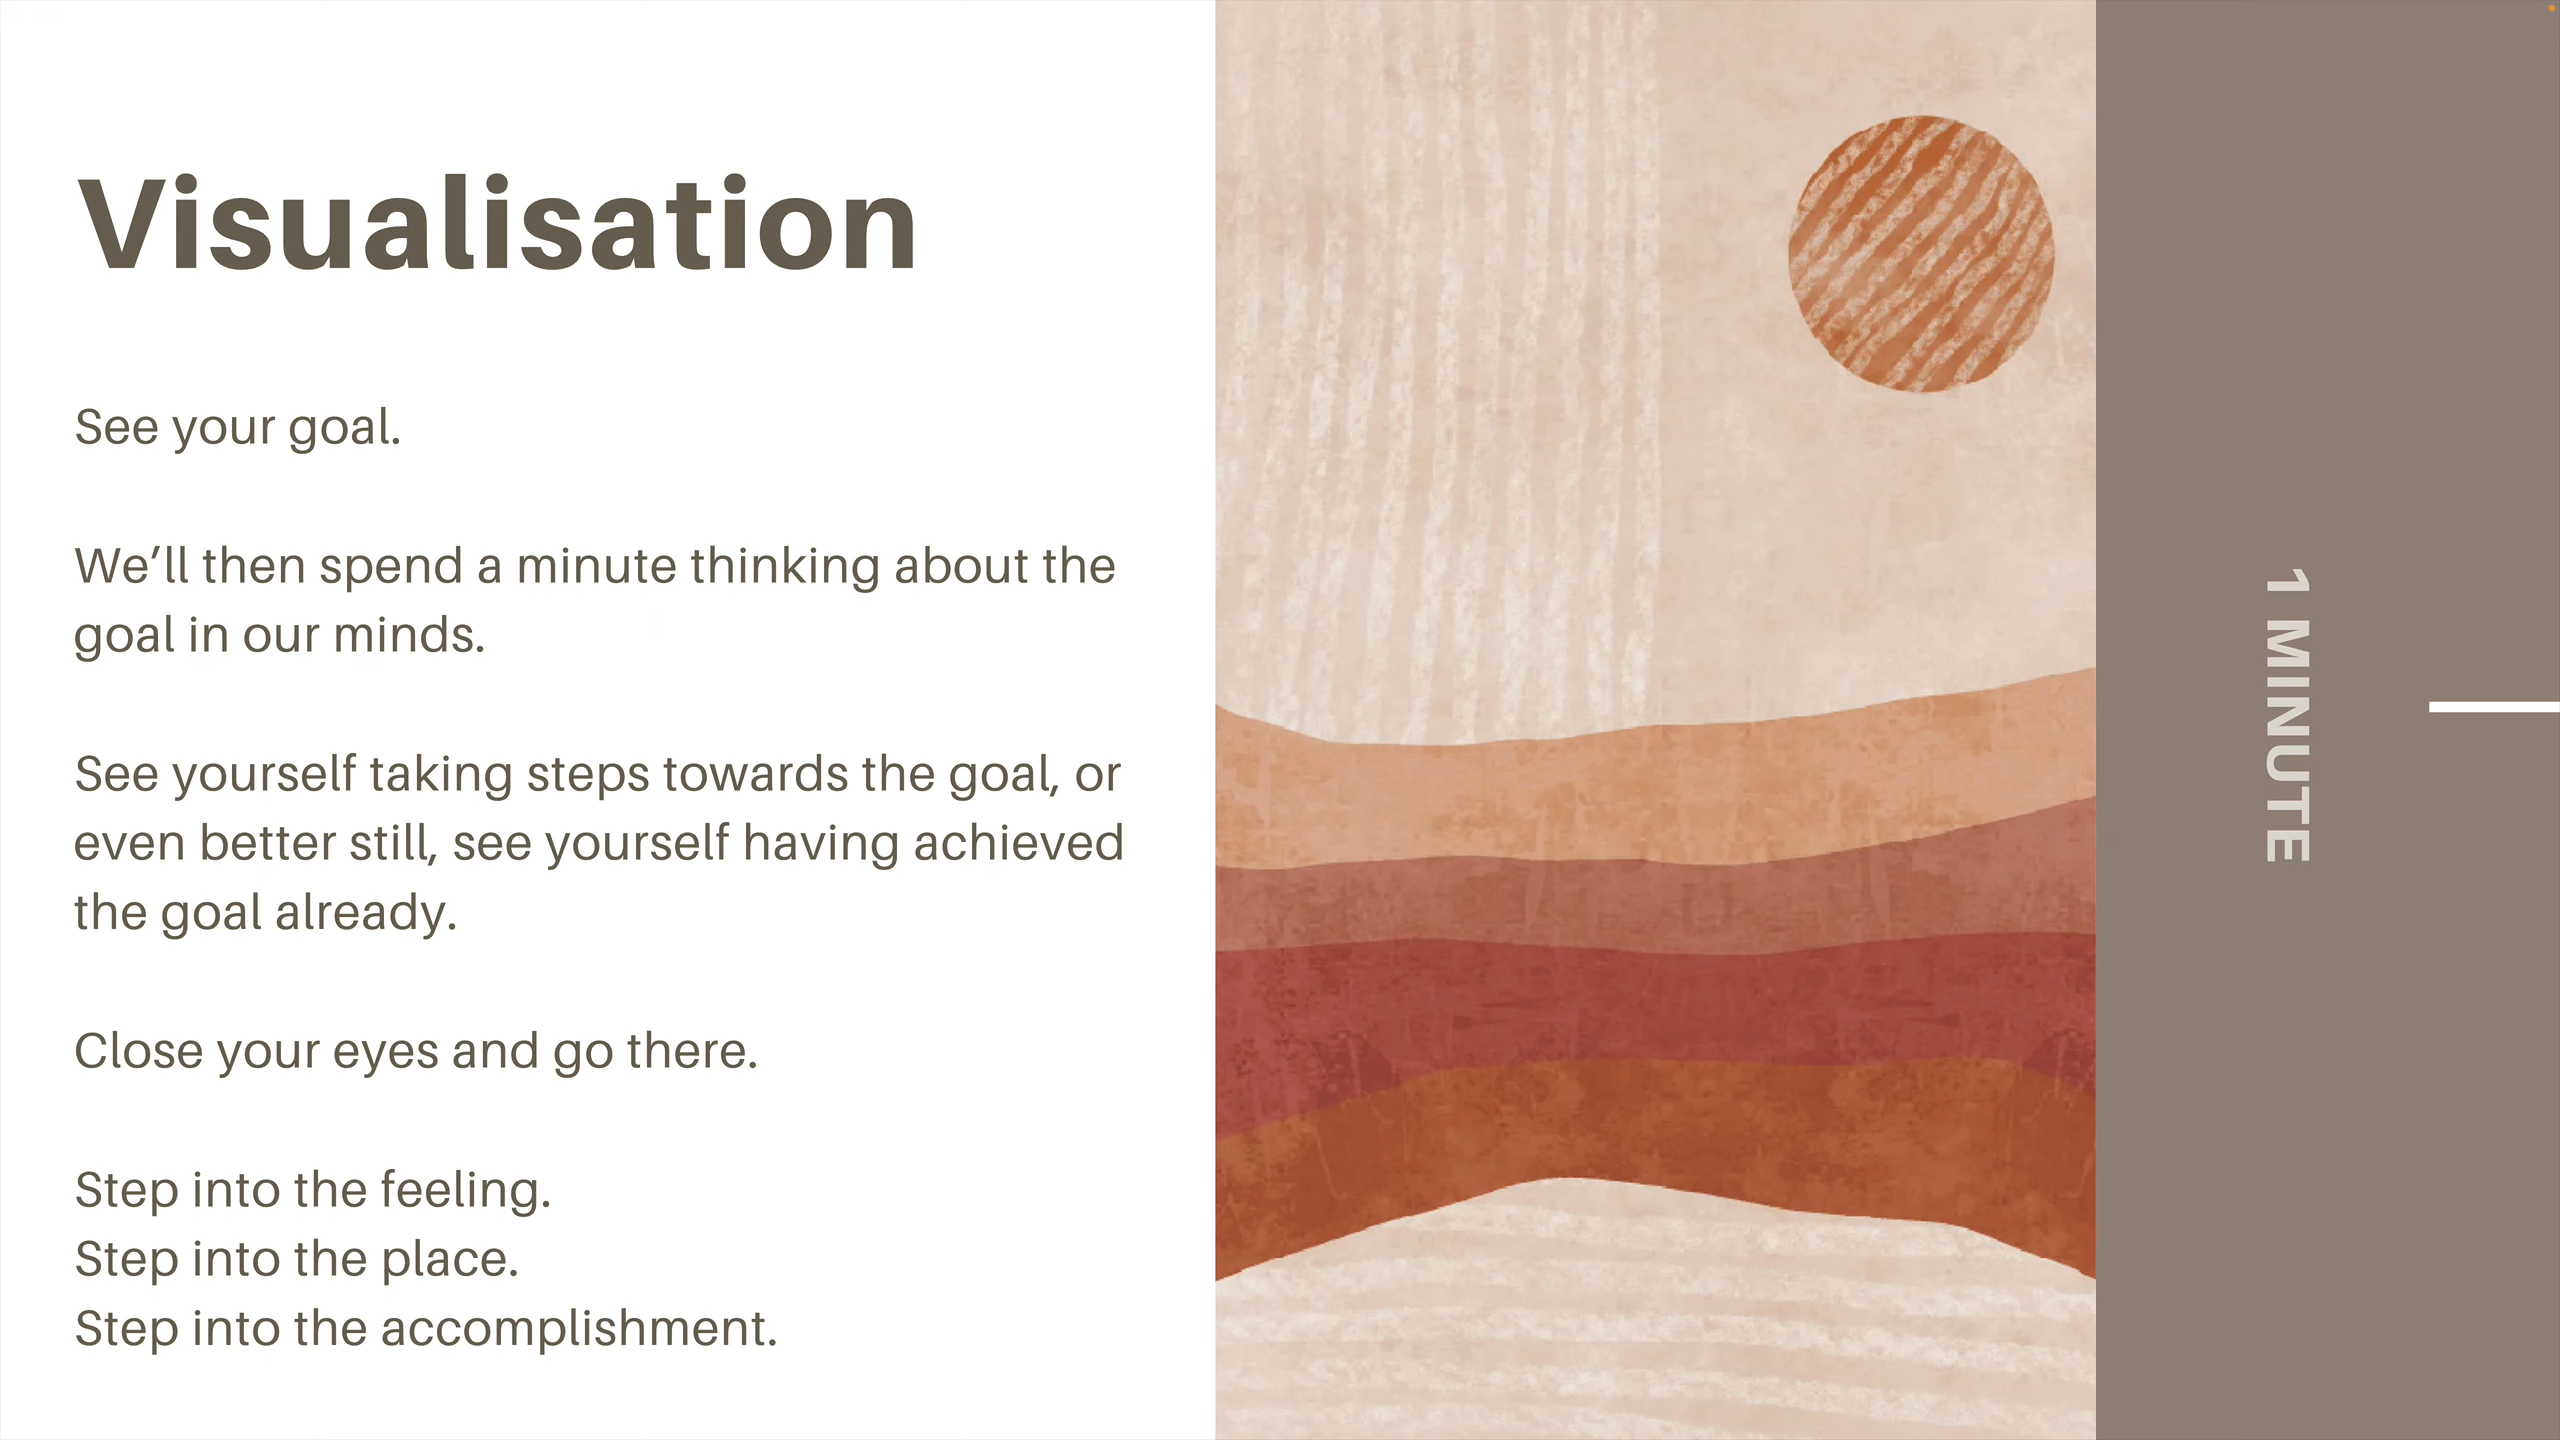 Visualisation
See your goal.
We’ll then spend a minute thinking about the
goal in our minds.
See yourself taking steps towards the goal, or
even better still, see yourself having achieved
the goal already.
Close your eyes and go there.
Step into the feeling.
Step into the place.
Step into the accomplishment.
1 MINUTE